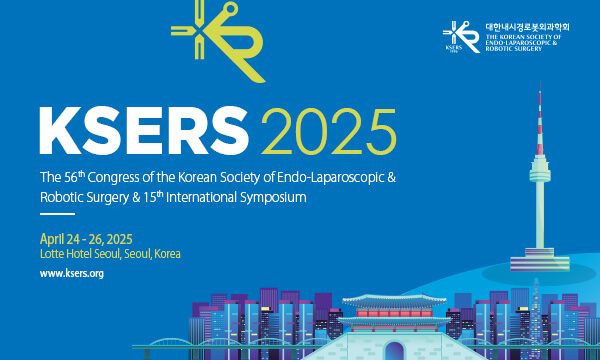 대한내시경로봇외과학회
THE KOREAN SOCIETY OF
ENDO-LAPAROSCOPIC &
ROBOTIC SURGERY
KSERS
KSERS 2025
The 56th Congress of the Korean Society of Endo-Laparoscopic &
Robotic Surgery & 15th International Symposium
April 24 - 26, 2025
Lotte Hotel Seoul, Seoul, Korea
www.ksers.org